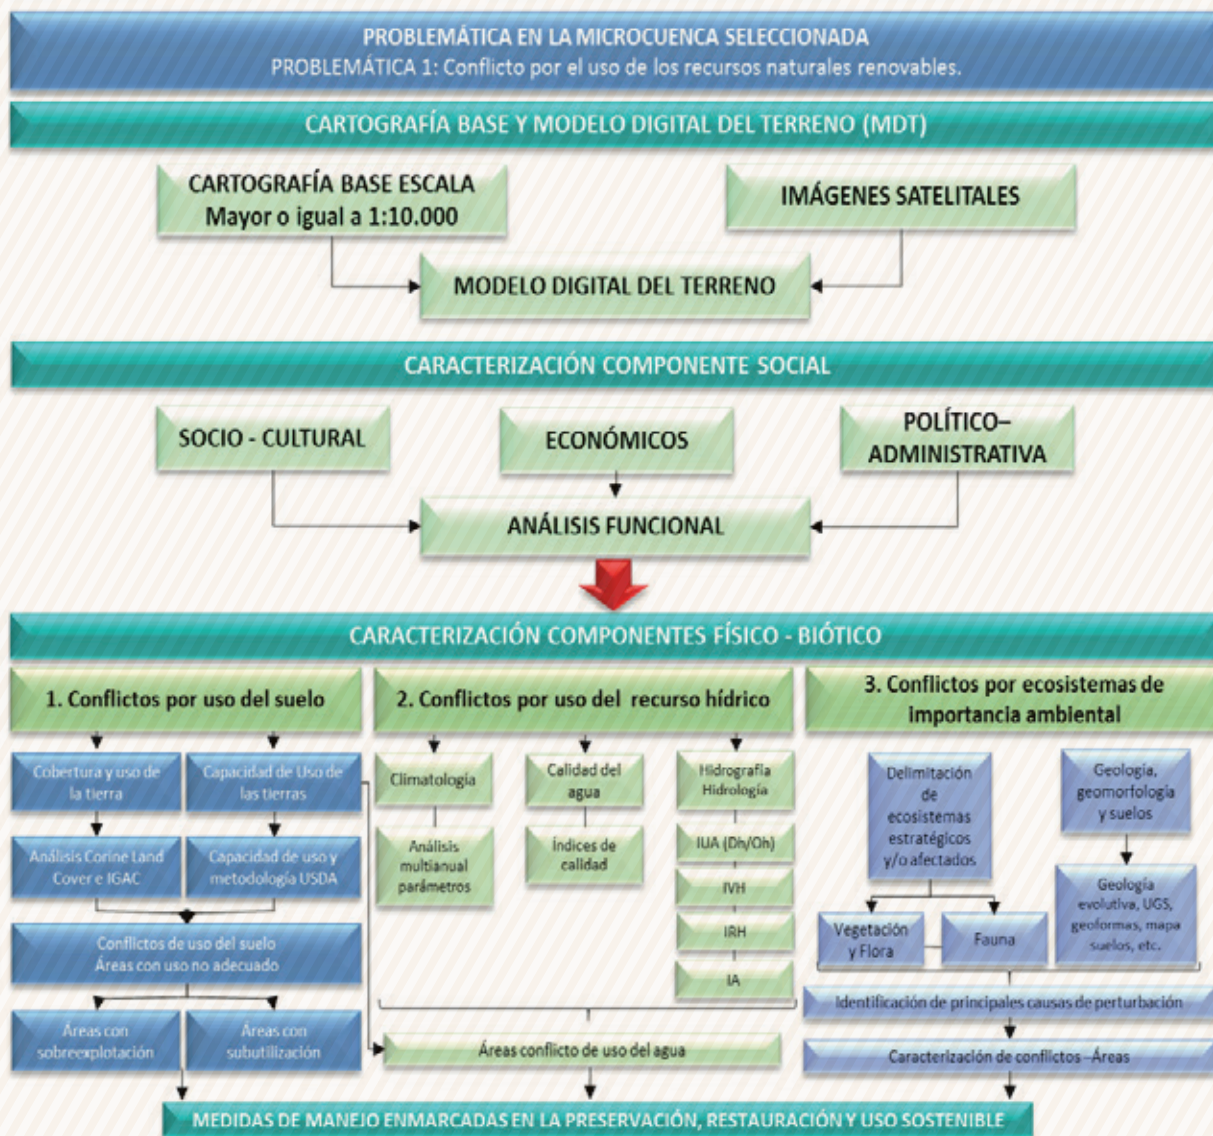 PROBLEMÁTICA EN LA MICROCUENCA SELECCIONADA
PROBLEMÁTICA 1: Conflicto por el uso de los recursos naturales renovables.
CARTOGRAFÍA BASE Y MODELO DIGITAL DEL TERRENO (MDT)
CARTOGRAFÍA BASE ESCALA
Mayor o igual a 1:10.000
IMÁGENES SATELITALES
MODELO DIGITAL DEL TERRENO
CARACTERIZACIÓN COMPONENTE SOCIAL
SOCIO - CULTURAL
ECONÓMICOS
POLÍTICO–
ADMINISTRATIVA
ANÁLISIS FUNCIONAL
CARACTERIZACIÓN COMPONENTES FÍSICO - BIÓTICO
1. Conflictos por uso del suelo
Cobertura y uso de
la tierra
Capacidad de Uso de
las tierras
Análisis Corine Land
Cover e IGAC
Capacidad de uso y
metodología USDA
Conflictos de uso del suelo
Áreas con uso no adecuado
Áreas con
sobreexplotación
Áreas con
subutilización
2. Conflictos por uso del recurso hídrico
Climatología
Análisis
multianual
parámetros
Calidad del
agua
Índices de
calidad
Hidrografía
Hidrología
IUA (Dh/Oh)
IVH
IRH
IA
Áreas conflicto de uso del agua
3. Conflictos por ecosistemas de
importancia ambiental
Delimitación
de
ecosistemas
estratégicos
y/o afectados
Vegetación
y Flora
Fauna
Geología,
geomorfología
y suelos
Geología
evolutiva, UGS,
geoformas, mapa
suelos, etc.
Identificación de principales causas de perturbación
Caracterización de conflictos –Áreas
MEDIDAS DE MANEJO ENMARCADAS EN LA PRESERVACIÓN, RESTAURACIÓN Y USO SOSTENIBLE